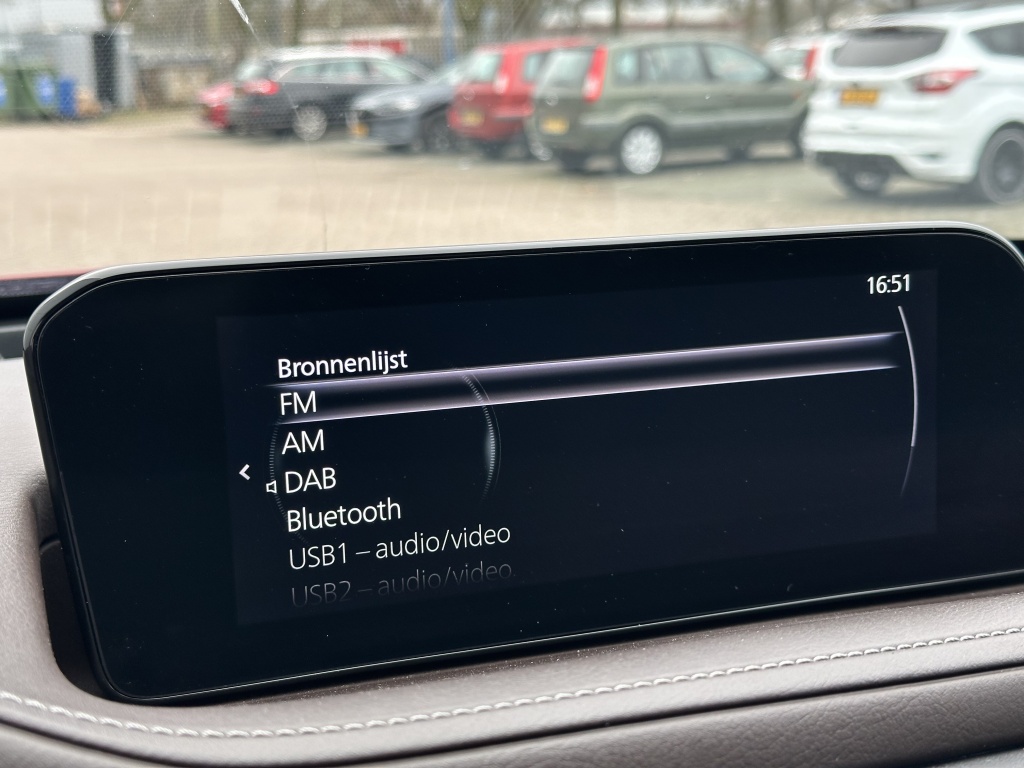 16:51
Bronnenlijst
FM
AM
DAB
Bluetooth
USB1 – audio/video
USB2 – audio/video